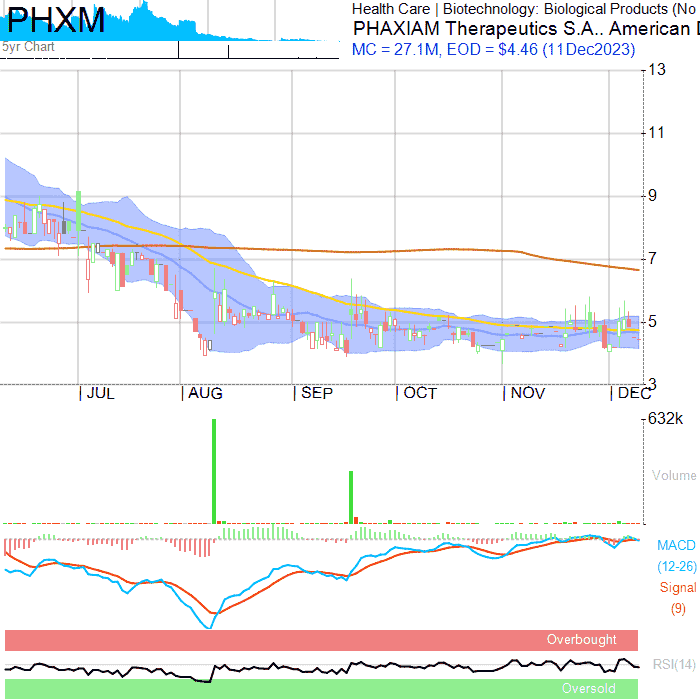 PHXM
5yr Chart
Health Care | Biotechnology: Biological Products (No
PHAXIAM Therapeutics S.A.. American
MC = 27.1M, EOD = $4.46 (11Dec2023)
13
11
9
7
5
3
JUL
AUG
SEP
OCT
NOV
DEC
632k
Volume
MACD
(12-26)
Signal
(9)
Overbought
RSI(14)
Oversold